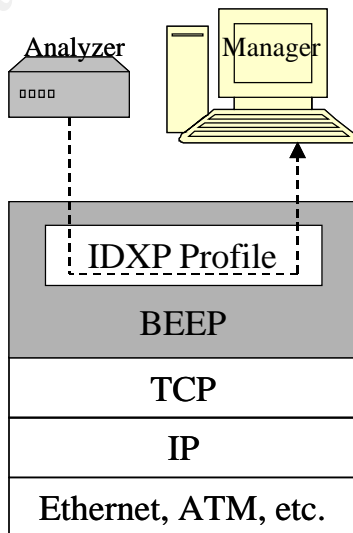 Analyzer
Manager
IDXP Profile
BEEP
TCP
IP
Ethernet, ATM, etc.